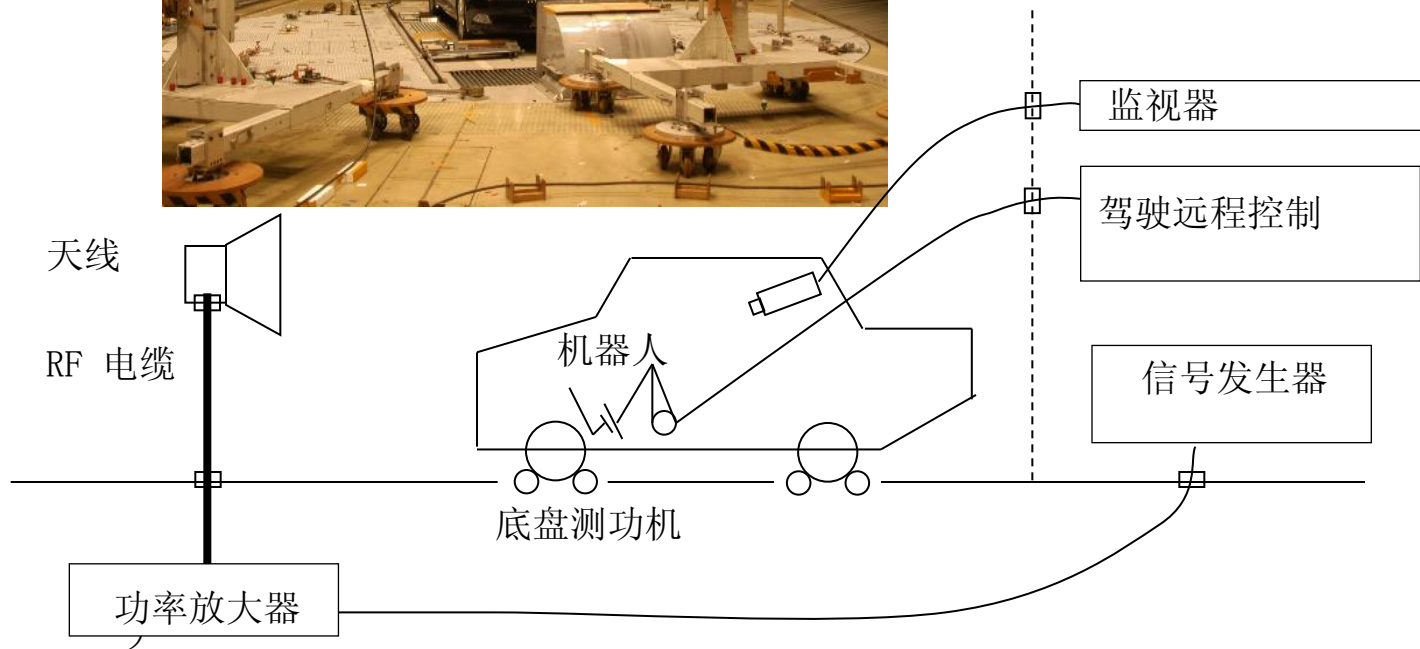 监视器
驾驶远程控制
天线
RF 电缆
机器人
信号发生器
底盘测功机
功率放大器